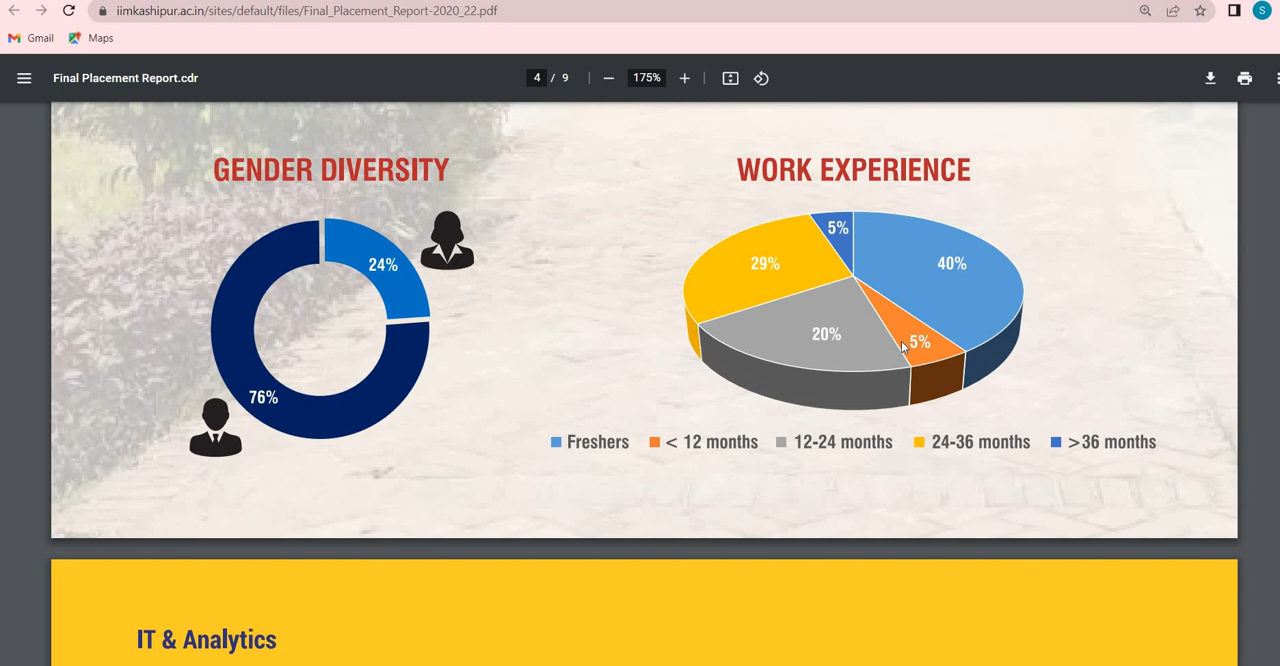 iimkashipur.ac.in/sites/default/files/Final_Placement_Report-2020_22.pdf
S
Gmail Maps
Final Placement Report.cdr 4 / 9 175%
GENDER DIVERSITY
24%
76%
WORK EXPERIENCE
5%
29% 40%
20% 5%
Freshers < 12 months 12-24 months 24-36 months >36 months
IT & Analytics